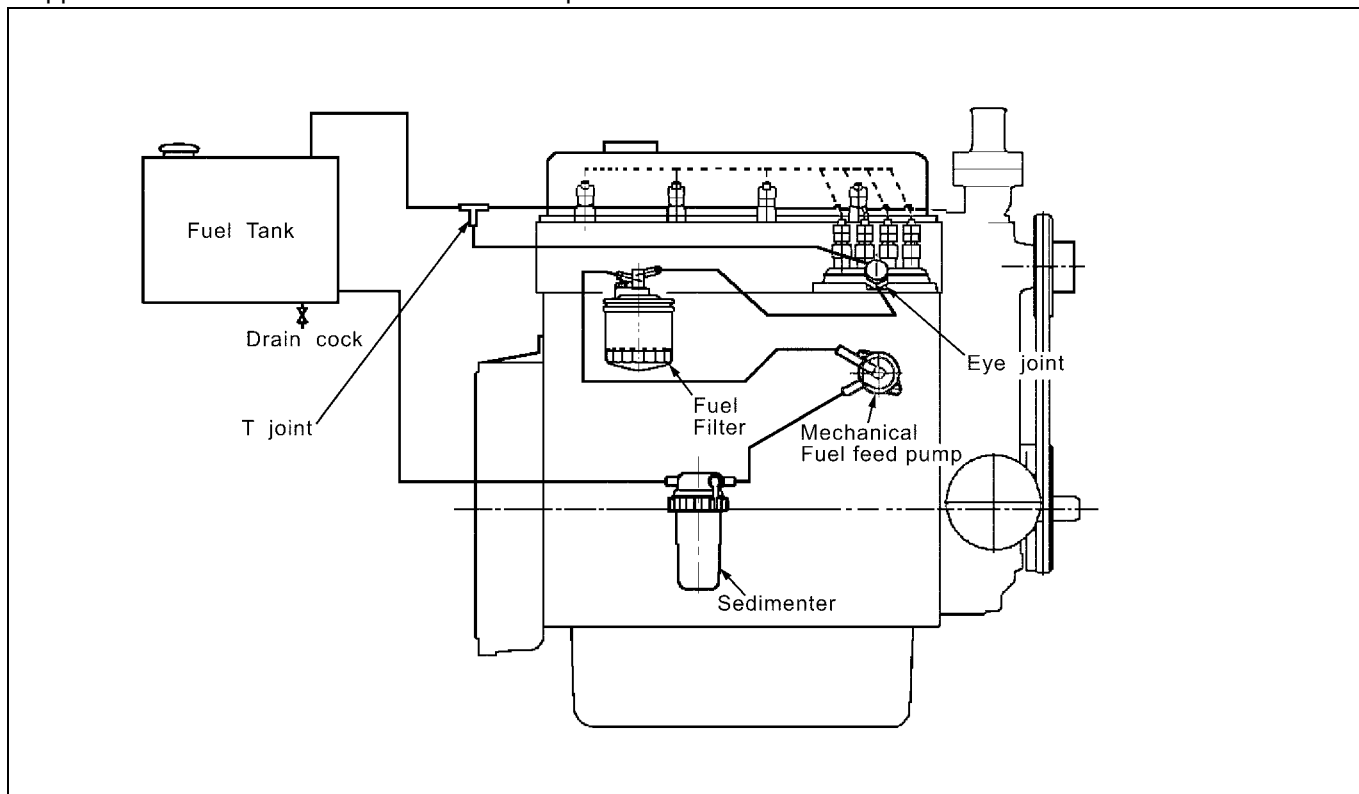 Fuel Tank
Drain cock
T joint
Fuel
Filter
Eye joint
Mechanical
Fuel feed pump
Sedimenter